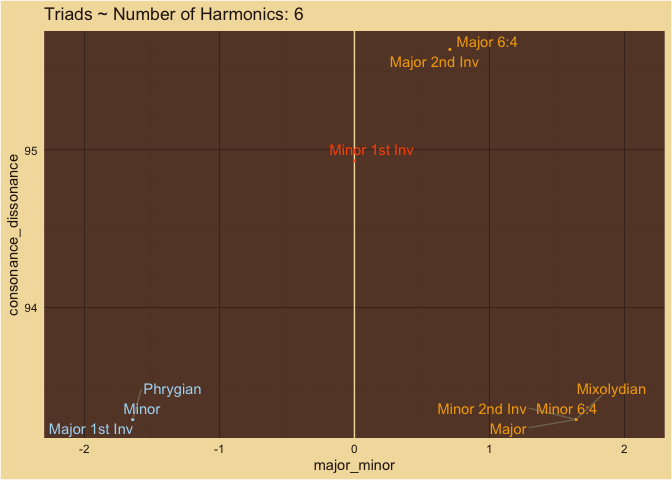 Triads ~ Number of Harmonics: 6
Major 6:4
Major 2nd Inv
95
Minor 1st Inv
consonance_dissonance
94
Phrygian
Mixolydian
Minor
Minor 2nd Inv
Minor 6:4
Major 1st Inv
Major
-2
-1
0
1
2
major_minor